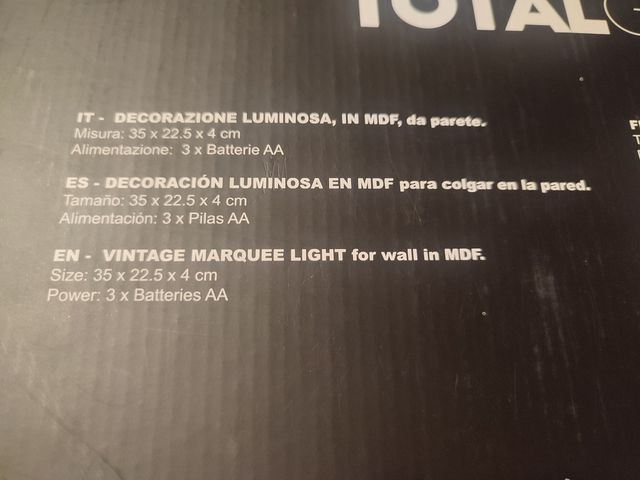 TOTAL
IT - DECORAZIONE LUMINOSA, IN MDF, da parete.
Misura: 35 x 22.5 x 4 cm
Alimentazione: 3 x Batterie AA
ES - DECORACIÓN LUMINOSA EN MDF para colgar en la pared.
Tamaño: 35 x 22.5 x 4 cm
Alimentación: 3 x Pilas AA
EN - VINTAGE MARQUEE LIGHT for wall in MDF.
Size: 35 x 22.5 x 4 cm
Power: 3 x Batteries AA